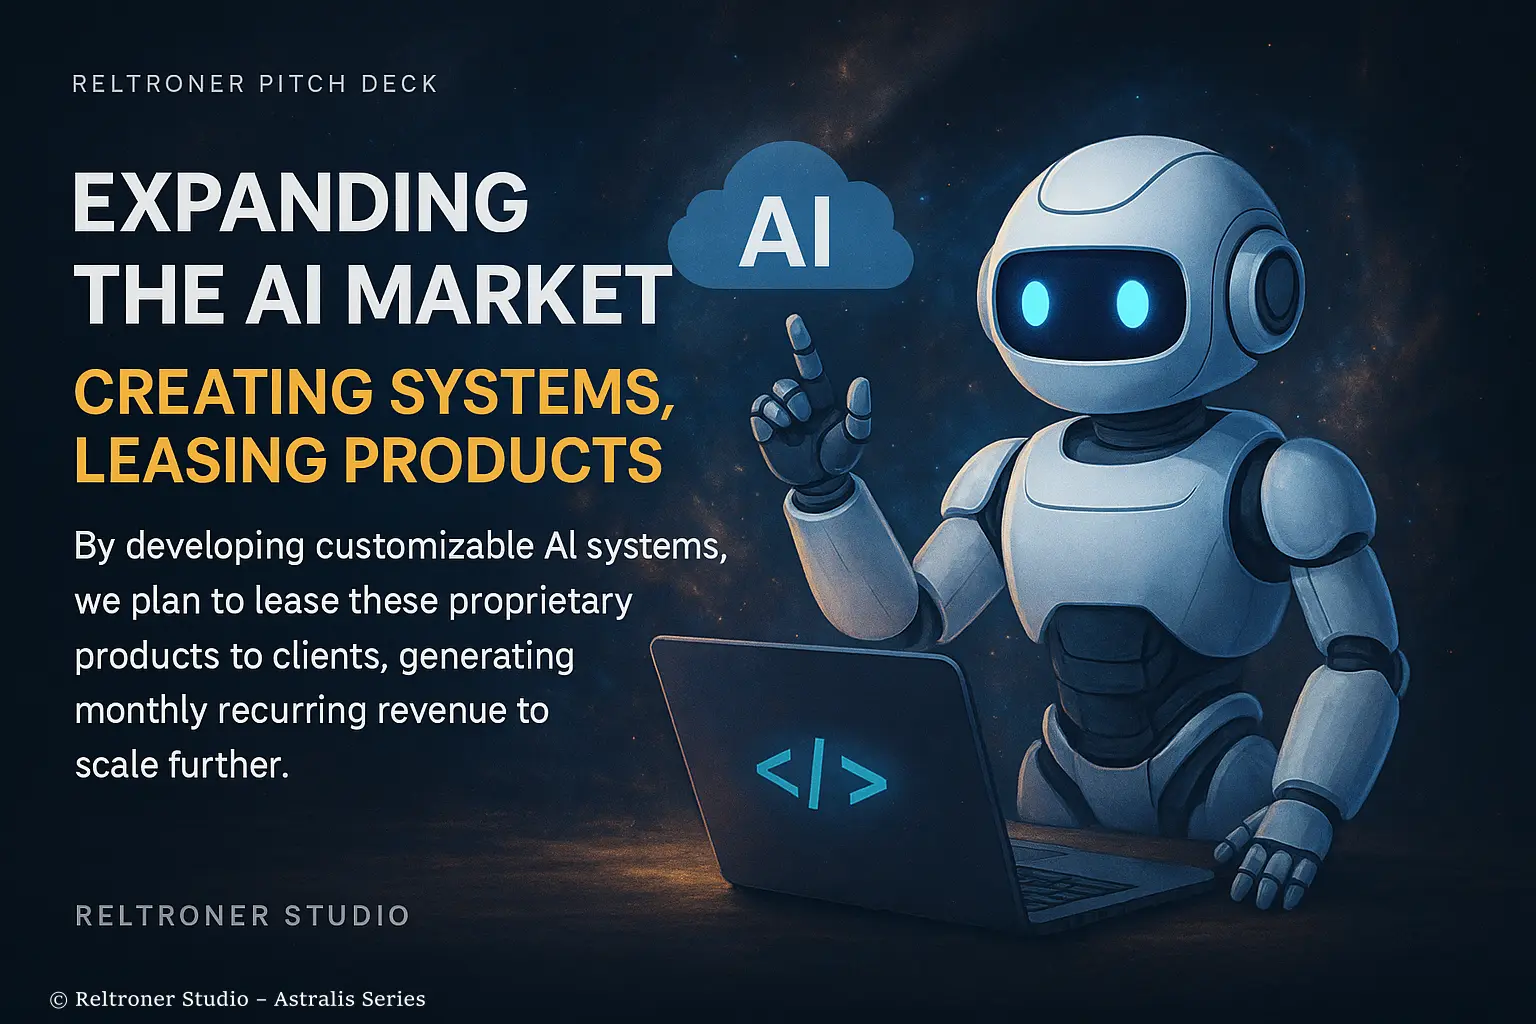 RELTRONER PITCH DECK
EXPANDING
THE AI MARKET
AI
CREATING SYSTEMS,
LEASING PRODUCTS
By developing customizable AI systems,
we plan to lease these proprietary
products to clients, generating
monthly recurring revenue to
scale further.
</>
RELTRONER STUDIO
© Reltroner Studio – Astralis Series